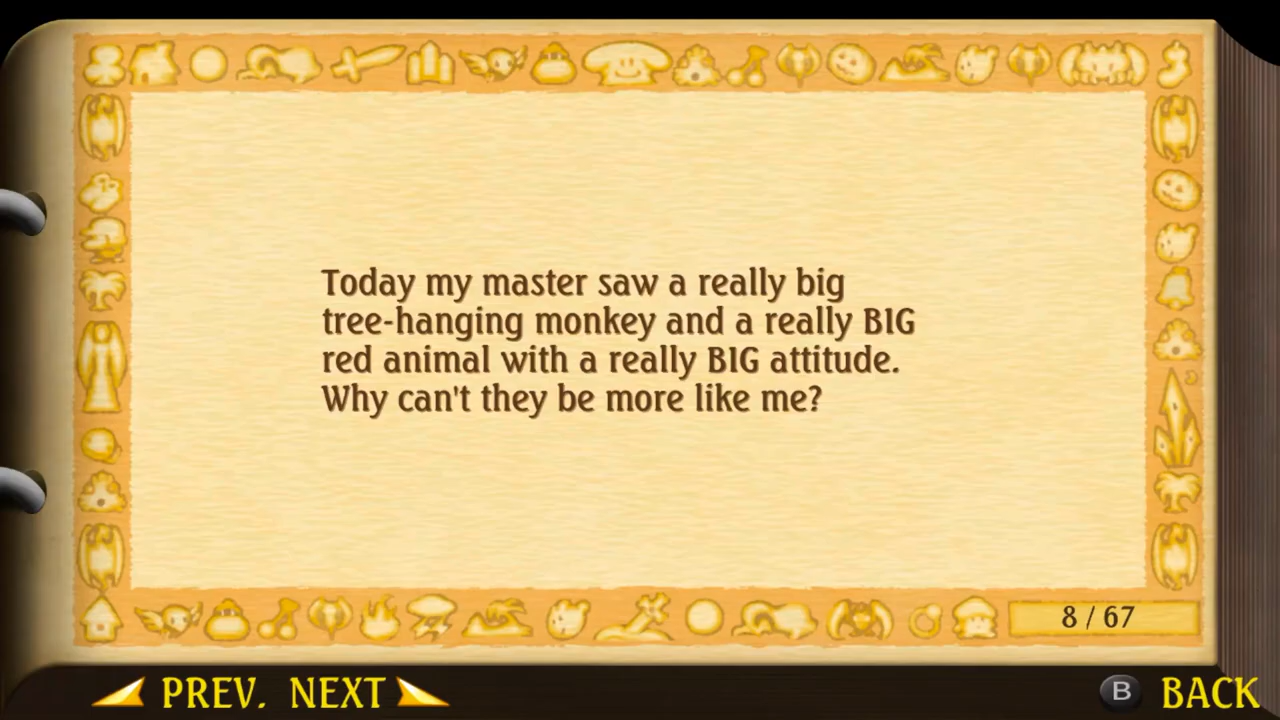 Today my master saw a really big
tree-hanging monkey and a really BIG
red animal with a really BIG attitude.
Why can't they be more like me?
8 / 67
PREV. NEXT
B BACK